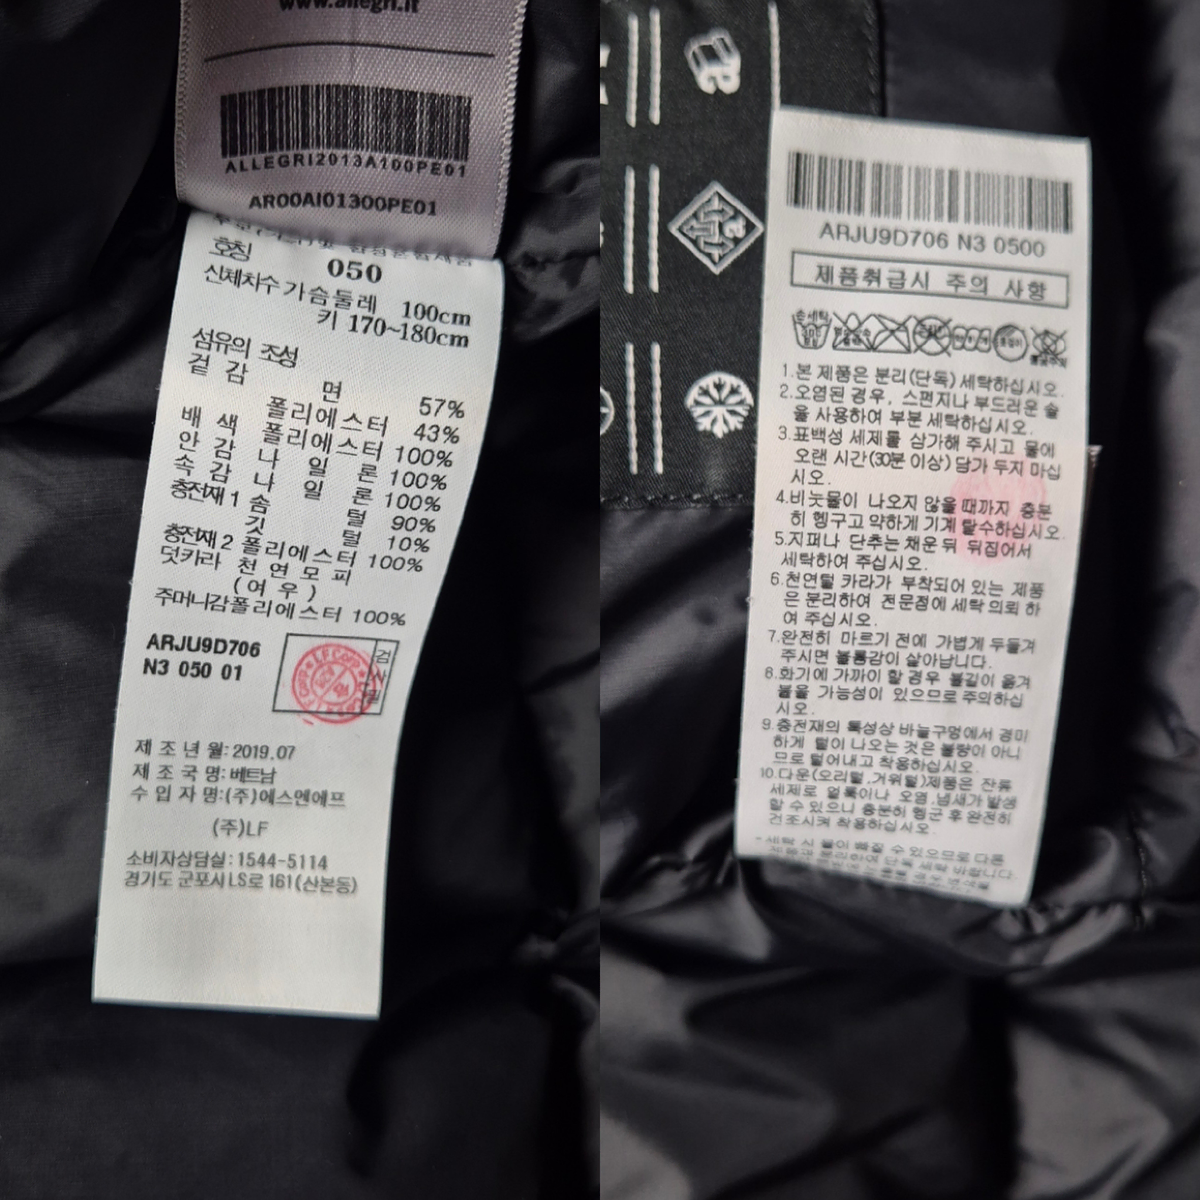 www.allegri.it
ALLEGRI2013A100PE01
AR00AI01300PE01
호칭 050
신체치수 가슴둘레 100cm
키 170~180cm
섬유의 조성
겉감 면 57%
폴리에스터 43%
배색 폴리에스터 100%
안감 나일론 100%
속감 나일론 100%
충전재1 솜털 90%
깃털 10%
충전재2 폴리에스터 100%
덧카라 천연모피
(여우)
주머니감폴리에스터 100%
ARJU9D706
N3 050 01
제조년월: 2019.07
제조국명: 베트남
수입자명:(주)에스멘에프
(주)LF
소비자상담실: 1544-5114
경기도 군포시LS로 161(산본동)
ARJU9D706 N3 0500
제품취급시 주의 사항
손세탁
1.본 제품은 분리(단독)세탁하십시오.
2.오염된 경우, 스펀지나 부드러운 솔
을 사용하여 부분 세탁하십시오.
3.표백성 세제를 삼가해 주시고 물에
오랜 시간(30분 이상) 담가 두지 마십
시오.
4.비눗물이 나오지 않을 때까지 충분
히 헹구고 약하게 기계 탈수하십시오.
5.지퍼나 단추는 채운 뒤 뒤집어서
세탁하여 주십시오.
6.천연털 카라가 부착되어 있는 제품
은 분리하여 전문점에 세탁 의뢰 하
여 주십시오.
7.완전히 마르기 전에 가볍게 두들겨
주시면 볼륨감이 살아납니다.
8.화기에 가까이 할 경우 불길이 옮겨
붙을 가능성이 있으므로 주의하십
시오.
9.충전재의 특성상 바늘구멍에서 경미
하게 털이 나오는 것은 불량이 아니
므로 털어내고 착용하십시오.
10.다운(오리털,거위털)제품은 잔류
세제로 얼룩이나 오염,냄새가 발생
할 수 있으니 충분히 헹군 후 완전히
건조시켜 착용하십시오.